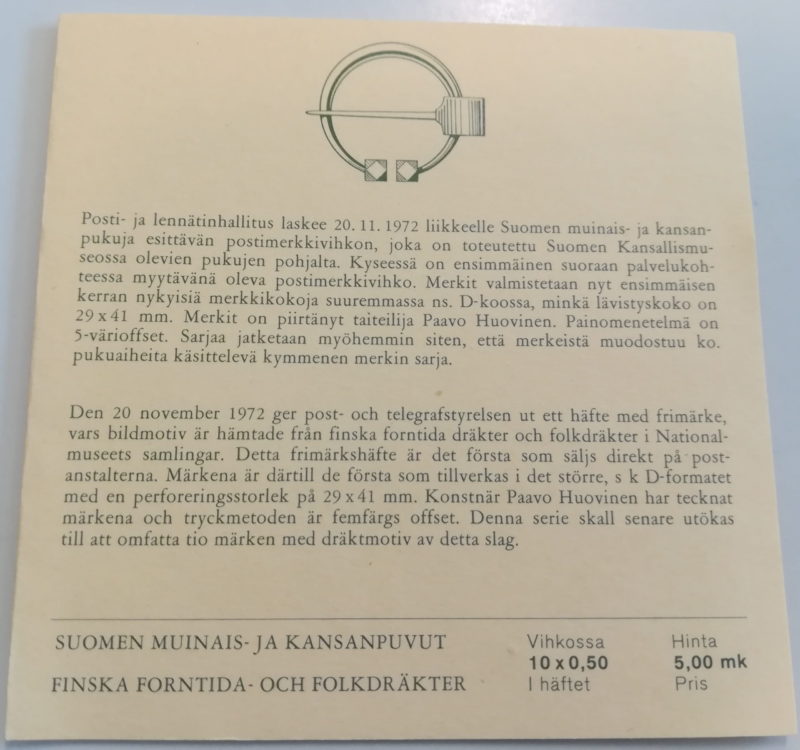 Posti- ja lennätinhallitus laskee 20.11.1972 liikkeelle Suomen muinais- ja kansan-
pukuja esittävän postimerkkivihkon, joka on toteutettu Suomen Kansallismu-
seossa olevien pukujen pohjalta. Kyseessä on ensimmäinen suoraan palvelukoh-
teessa myytävänä oleva postimerkkivihko. Merkit valmistetaan nyt ensimmäisen
kerran nykyisiä merkkikokoja suuremmassa ns. D-koossa, minkä lävistyskoko on
29 x 41 mm. Merkit on piirtänyt taiteilija Paavo Huovinen. Painomenetelmä on
5-värioffset. Sarjaa jatketaan myöhemmin siten, että merkeistä muodostuu ko.
pukuaiheita käsittelevä kymmenen merkin sarja.
Den 20 november 1972 ger post- och telegrafstyrelsen ut ett häfte med frimärke,
vars bildmotiv är hämtade från finska forntida dräkter och folkdräkter i National-
museets samlingar. Detta frimärkshäfte är det första som säljs direkt på post-
anstalterna. Märkena är därtill de första som tillverkas i det större, s k D-formatet
med en perforeringsstorlek på 29 x 41 mm. Konstnär Paavo Huovinen har tecknat
märkena och tryckmetoden är femfärgs offset. Denna serie skall senare utökas
till att omfatta tio märken med dräktmotiv av detta slag.
SUOMEN MUINAIS- JA KANSANPUVUT
FINSKA FORNTIDA- OCH FOLKDRÄKTER
Vihkossa
10 x 0,50
I häftet
Hinta
5,00 mk
Pris